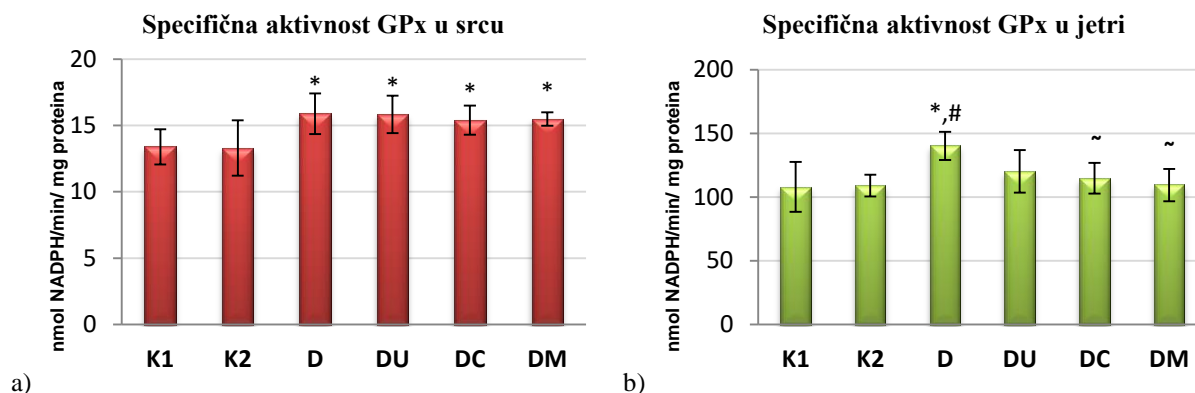 Specifična aktivnost GPx u srcu
nmol NADPH/min/ mg proteina
20
15
10
5
0
* * * *
K1 K2 D DU DC DM
a)
Specifična aktivnost GPx u jetri
nmol NADPH/min/ mg proteina
200
150
100
50
0
*,# ~ ~
K1 K2 D DU DC DM
b)